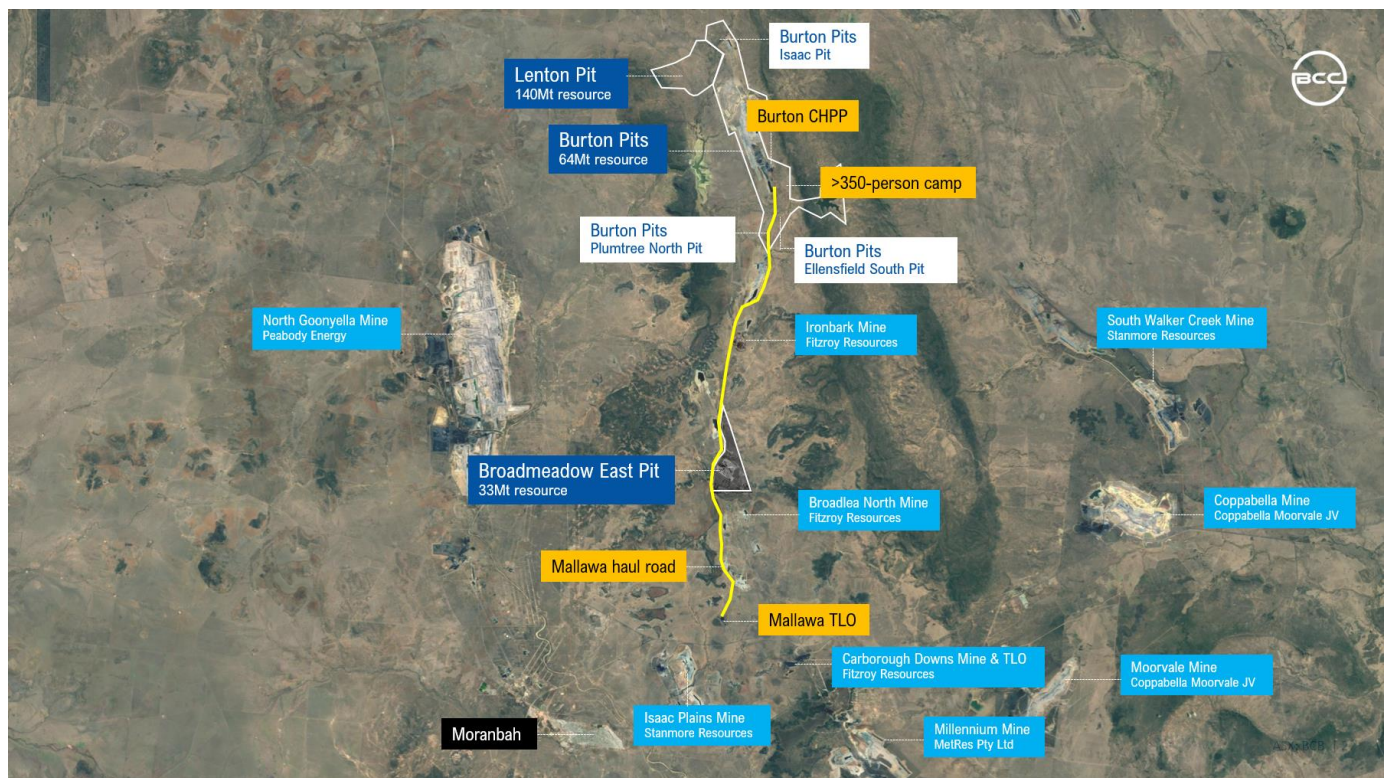 Burton Pits
Isaac Pit
BCC
Lenton Pit
140Mt resource
Burton CHPP
Burton Pits
64Mt resource
>350-person camp
Burton Pits
Plumtree North Pit
Burton Pits
Ellensfield South Pit
North Goonyella Mine
Peabody Energy
Ironbark Mine
Fitzroy Resources
South Walker Creek Mine
Stanmore Resources
Broadmeadow East Pit
33Mt resource
Broadlea North Mine
Fitzroy Resources
Coppabella Mine
Coppabella Moorvale JV
Mallawa haul road
Mallawa TLO
Carborough Downs Mine & TLO
Fitzroy Resources
Moorvale Mine
Coppabella Moorvale JV
Moranbah
Isaac Plains Mine
Stanmore Resources
Millennium Mine
MetRes Pty Ltd